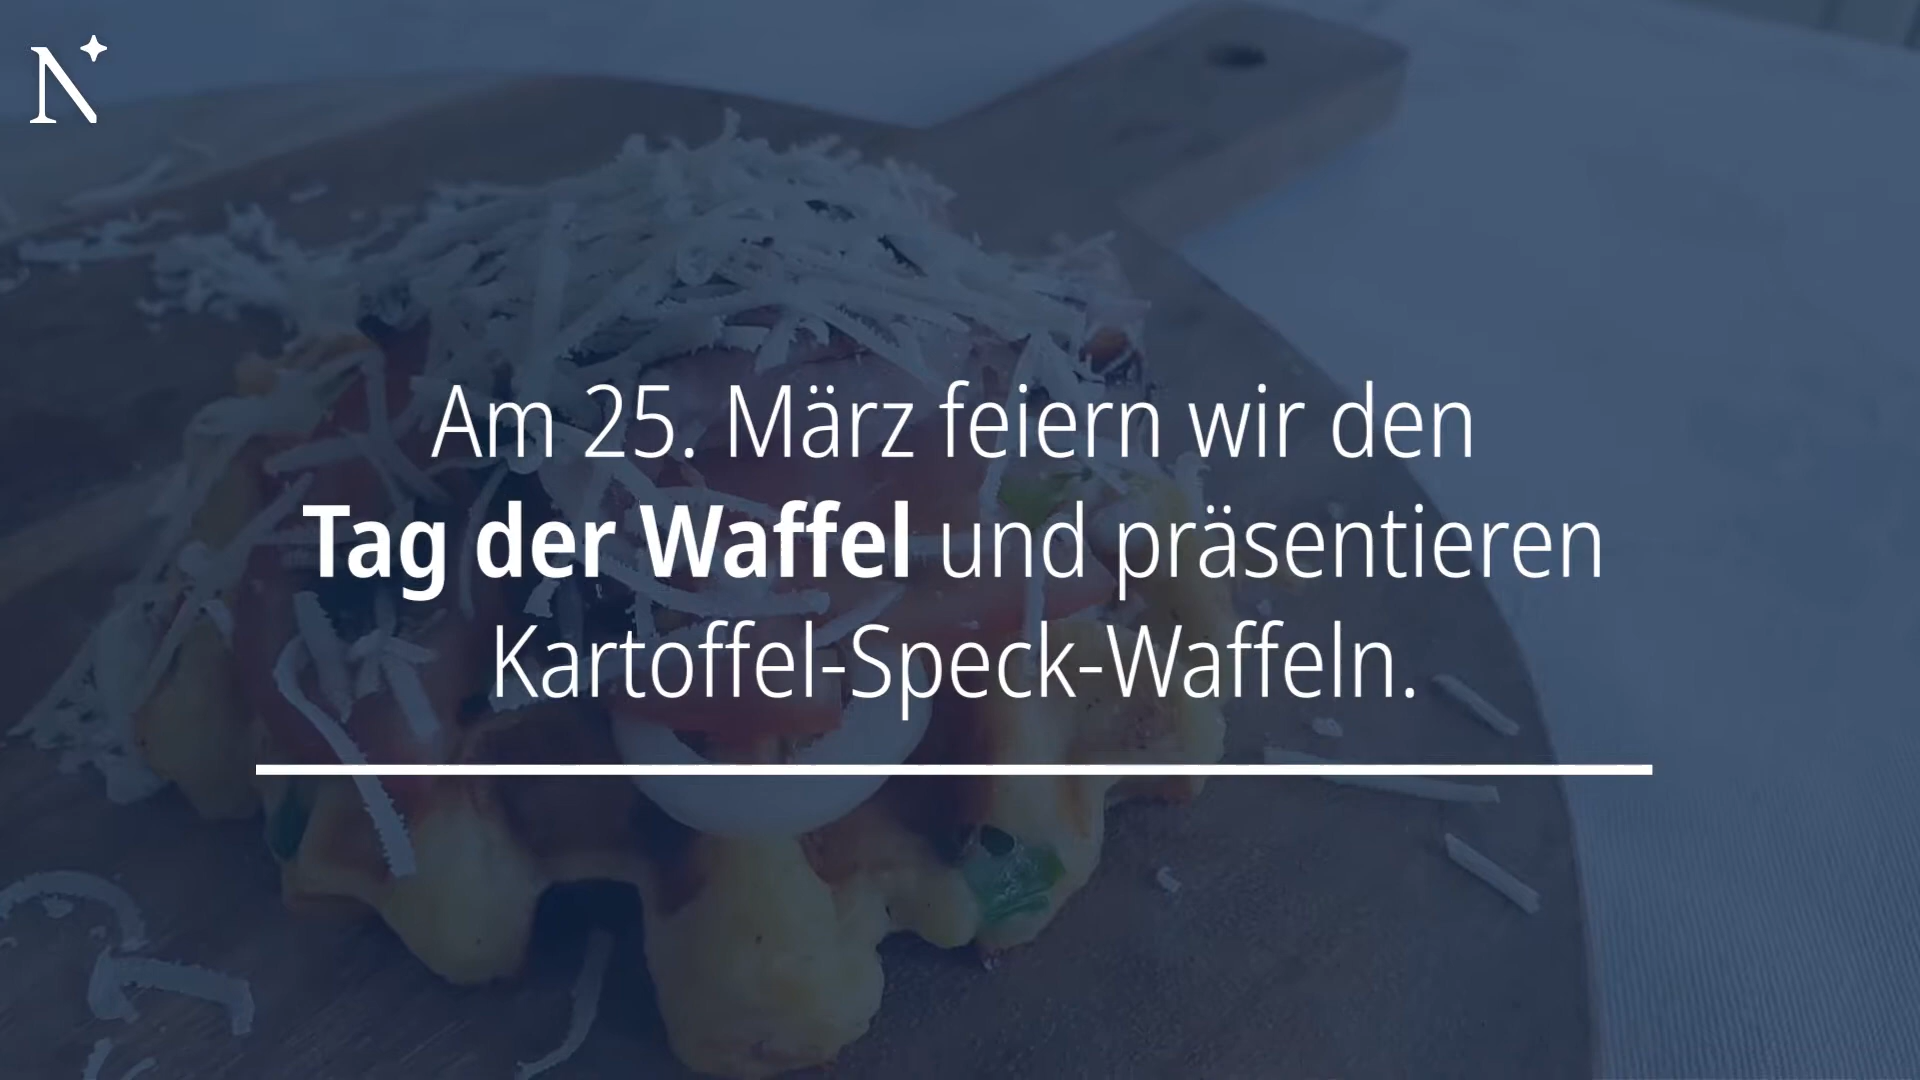 N
Am 25. März feiern wir den
Tag der Waffel und präsentieren
Kartoffel-Speck-Waffeln.